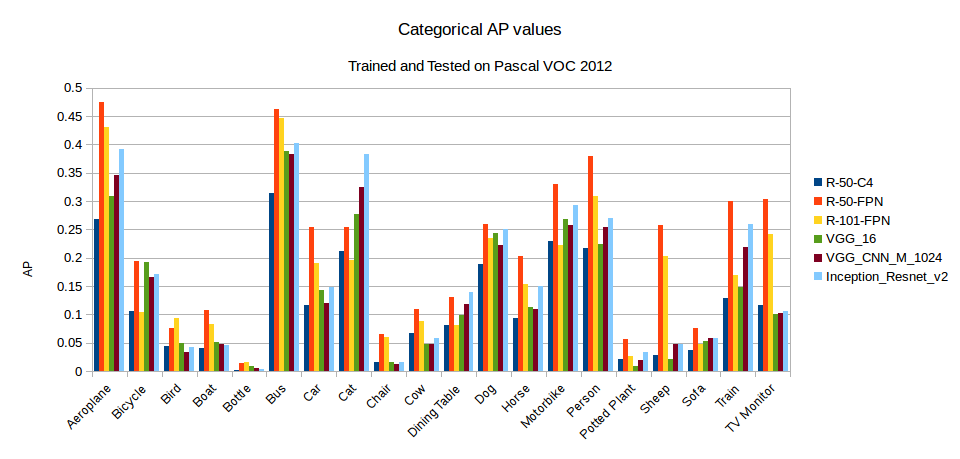 Categorical AP values
Trained and Tested on Pascal VOC 2012
0.5
0.45
0.4
0.35
0.3
0.25
0.2
0.15
0.1
0.05
0
AP
Aeroplane
Bicycle
Bird
Boat
Bottle
Bus
Car
Cat
Chair
Cow
Dining Table
Dog
Horse
Motorbike
Person
Potted Plant
Sheep
Sofa
Train
TV Monitor
R-50-C4
R-50-FPN
R-101-FPN
VGG_16
VGG_CNN_M_1024
Inception_Resnet_v2